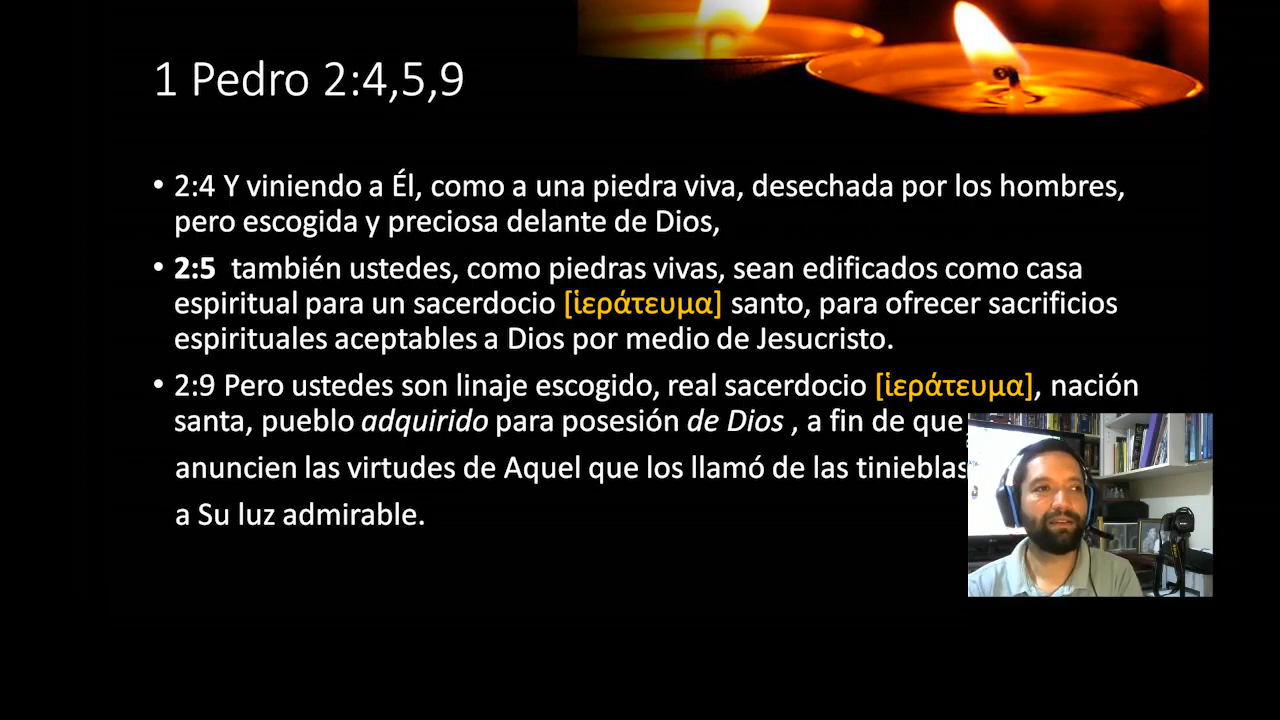 1 Pedro 2:4,5,9
• 2:4 Y viniendo a Él, como a una piedra viva, desechada por los hombres,
pero escogida y preciosa delante de Dios,
• 2:5 también ustedes, como piedras vivas, sean edificados como casa
espiritual para un sacerdocio [ἱεράτευμα] santo, para ofrecer sacrificios
espirituales aceptables a Dios por medio de Jesucristo.
• 2:9 Pero ustedes son linaje escogido, real sacerdocio [ἱεράτευμα], nación
santa, pueblo adquirido para posesión de Dios , a fin de que
anuncien las virtudes de Aquel que los llamó de las tinieblas
a Su luz admirable.